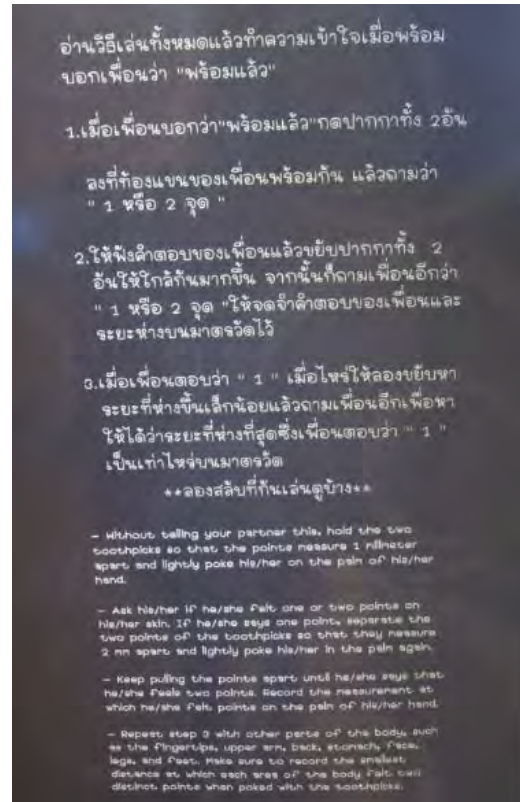 อ่านวิธีเล่นทั้งหมดแล้วทำความเข้าใจเมื่อพร้อม
บอกเพื่อนว่า "พร้อมแล้ว"
1.เมื่อเพื่อนบอกว่า"พร้อมแล้ว"กดปากกาทั้ง 2อัน
ลงที่ท้องแขนของเพื่อนพร้อมกัน แล้วถามว่า
" 1 หรือ 2 จุด "
2.ให้ฟังคำตอบของเพื่อนแล้วขยับปากกาทั้ง 2
อันให้ใกล้กันมากขึ้น จากนั้นก็ถามเพื่อนอีกว่า
" 1 หรือ 2 จุด "ให้จดจำคำตอบของเพื่อนและ
ระยะห่างบนมาตรวัดไว้
3.เมื่อเพื่อนตอบว่า " 1 " เมื่อไหร่ให้ลองขยับหา
ระยะที่ห่างขึ้นเล็กน้อยแล้วถามเพื่อนอีกเพื่อหา
ให้ได้ว่าระยะที่ห่างที่สุดซึ่งเพื่อนตอบว่า " 1 "
เป็นเท่าไหร่บนมาตรวัด
**ลองสลับที่กันเล่นดูบ้าง**
- Without telling your partner this, hold the two
toothpicks so that the points measure 1 millimeter
apart and lightly poke his/her on the palm of his/her
hand.
- Ask his/her if he/she felt one or two points on
his/her skin. If he/she says one point, separate the
two points of the toothpicks so that they measure
2 mm apart and lightly poke his/her in the palm again.
- Keep pulling the points apart until he/she says that
he/she feels two points. Record the measurement at
which he/she felt points on the palm of his/her hand
- Repeat step 3 with other parts of the body, such
as the fingertips, upper arm, back, stomach, face,
legs, and feet. Make sure to record the smallest
distance at which each area of the body felt two
distinct points when poked with the toothpicks.